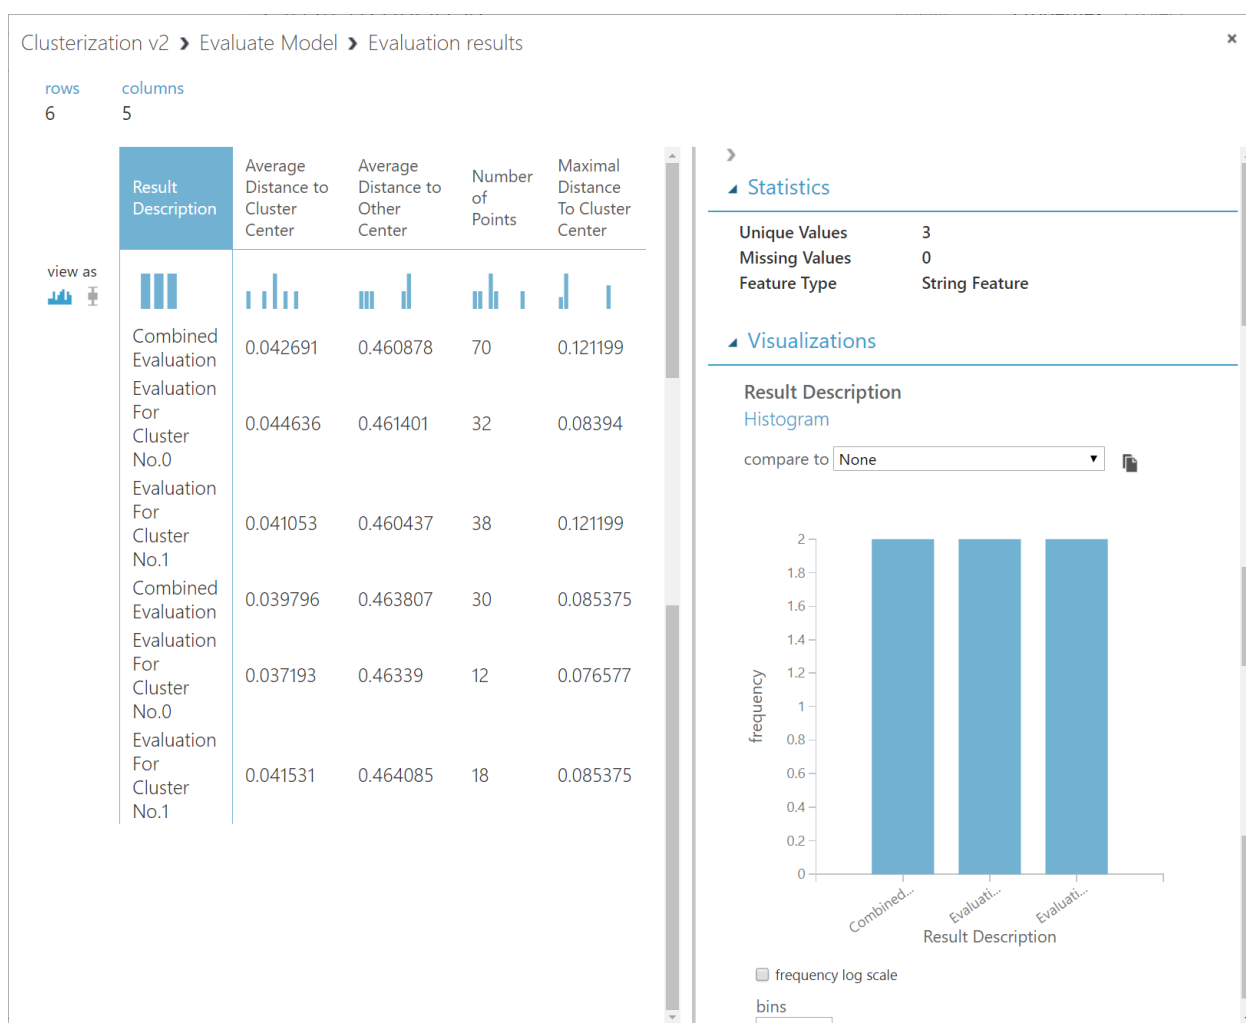 Clusterization v2 > Evaluate Model > Evaluation results
rows
columns
6
5
Result
Description
Average
Distance to
Cluster
Center
Average
Distance to
Other
Center
Number
of
Points
Maximal
Distance
To Cluster
Center
view as
Combined
Evaluation
0.042691
0.460878
70
0.121199
Evaluation
For
Cluster
No.0
0.044636
0.461401
32
0.08394
Evaluation
For
Cluster
No.1
0.041053
0.460437
38
0.121199
Combined
Evaluation
0.039796
0.463807
30
0.085375
Evaluation
For
Cluster
No.0
0.037193
0.46339
12
0.076577
Evaluation
For
Cluster
No.1
0.041531
0.464085
18
0.085375
Statistics
Unique Values 3
Missing Values 0
Feature Type String Feature
Visualizations
Result Description
Histogram
compare to None
2
1.8
1.6
1.4
1.2
1
0.8
0.6
0.4
0.2
0
frequency
Combined...
Evaluati...
Evaluati...
Result Description
frequency log scale
bins